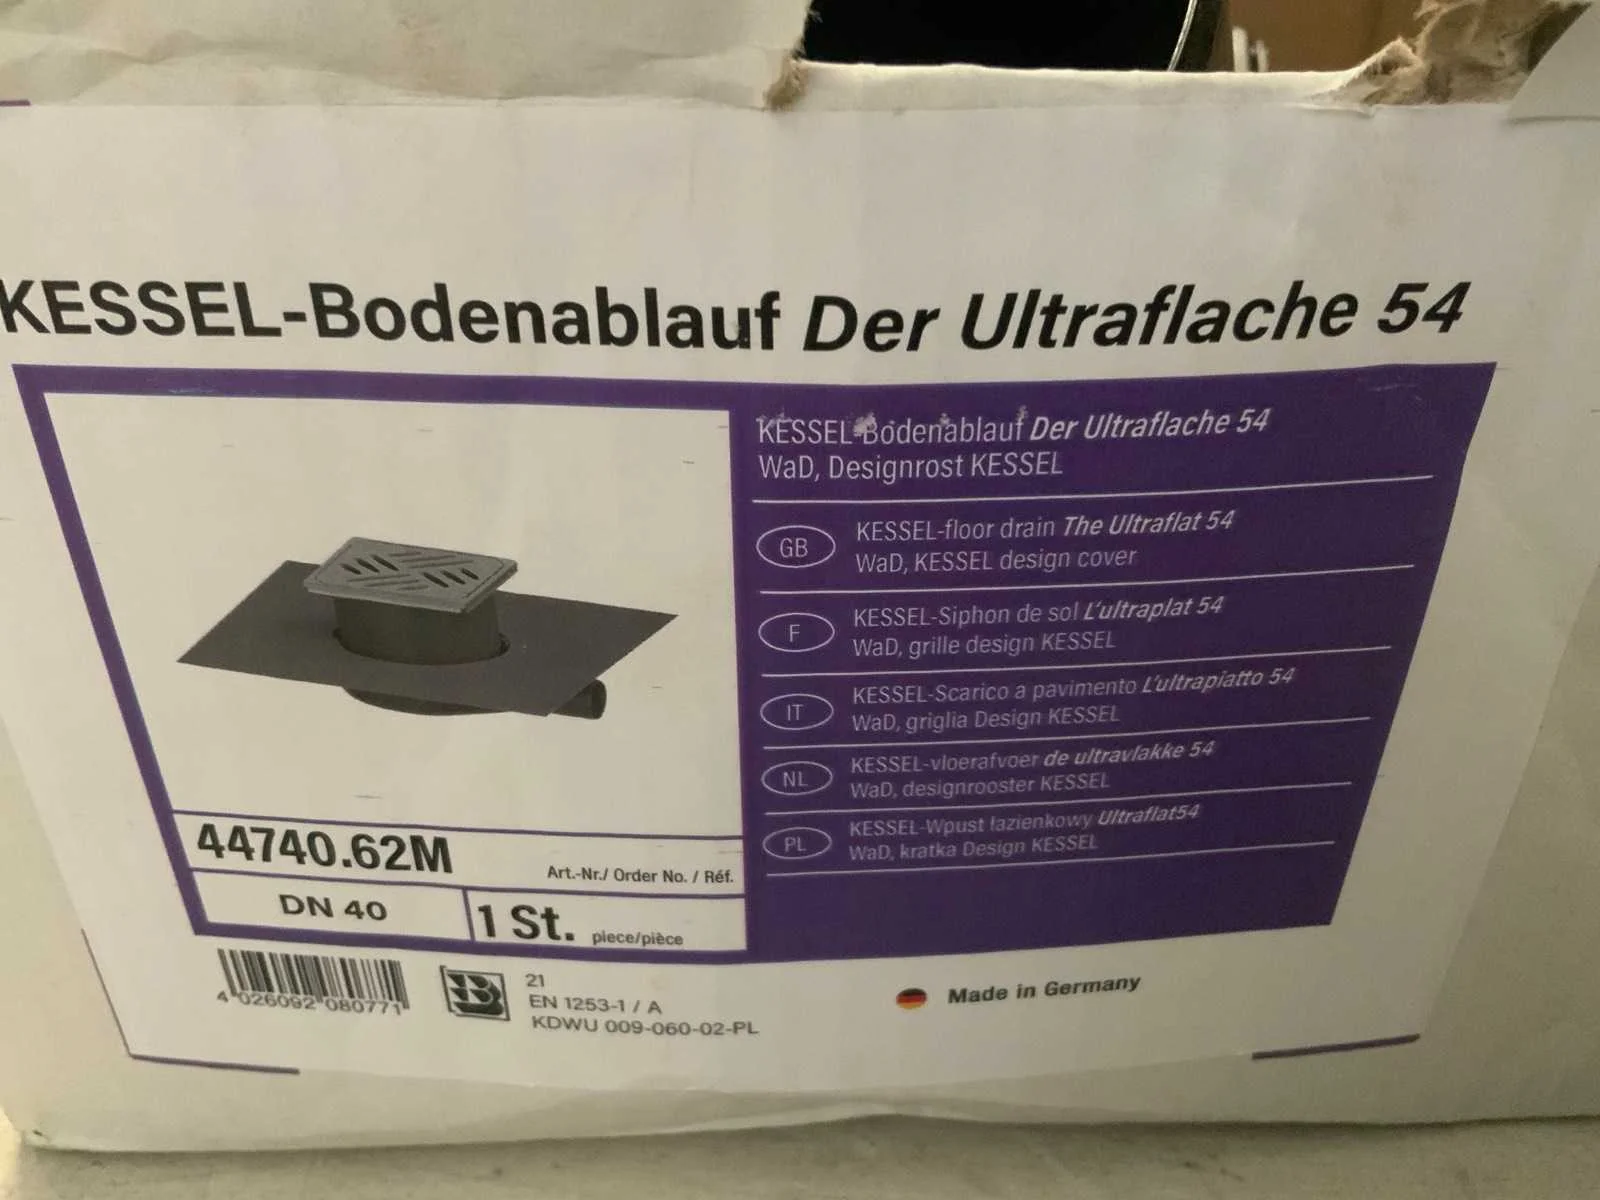 KESSEL-Bodenablauf Der Ultraflache 54
KESSEL-Bodenablauf Der Ultraflache 54
WaD, Designrost KESSEL
GB
KESSEL-floor drain The Ultraflat 54
WaD, KESSEL design cover
F
KESSEL-Siphon de sol L'ultraplat 54
WaD, grille design KESSEL
IT
KESSEL-Scarico a pavimento L'ultrapiatto 54
WaD, griglia Design KESSEL
NL
KESSEL-vloerafvoer de ultravlakke 54
WaD, designrooster KESSEL
PL
KESSEL-Wpust łazienkowy Ultraflat54
WaD, kratka Design KESSEL
44740.62M
Art.-Nr./ Order No. / Réf.
DN 40
1 St. piece/pièce
4 026092 080771
21
EN 1253-1 / A
KDWU 009-060-02-PL
Made in Germany